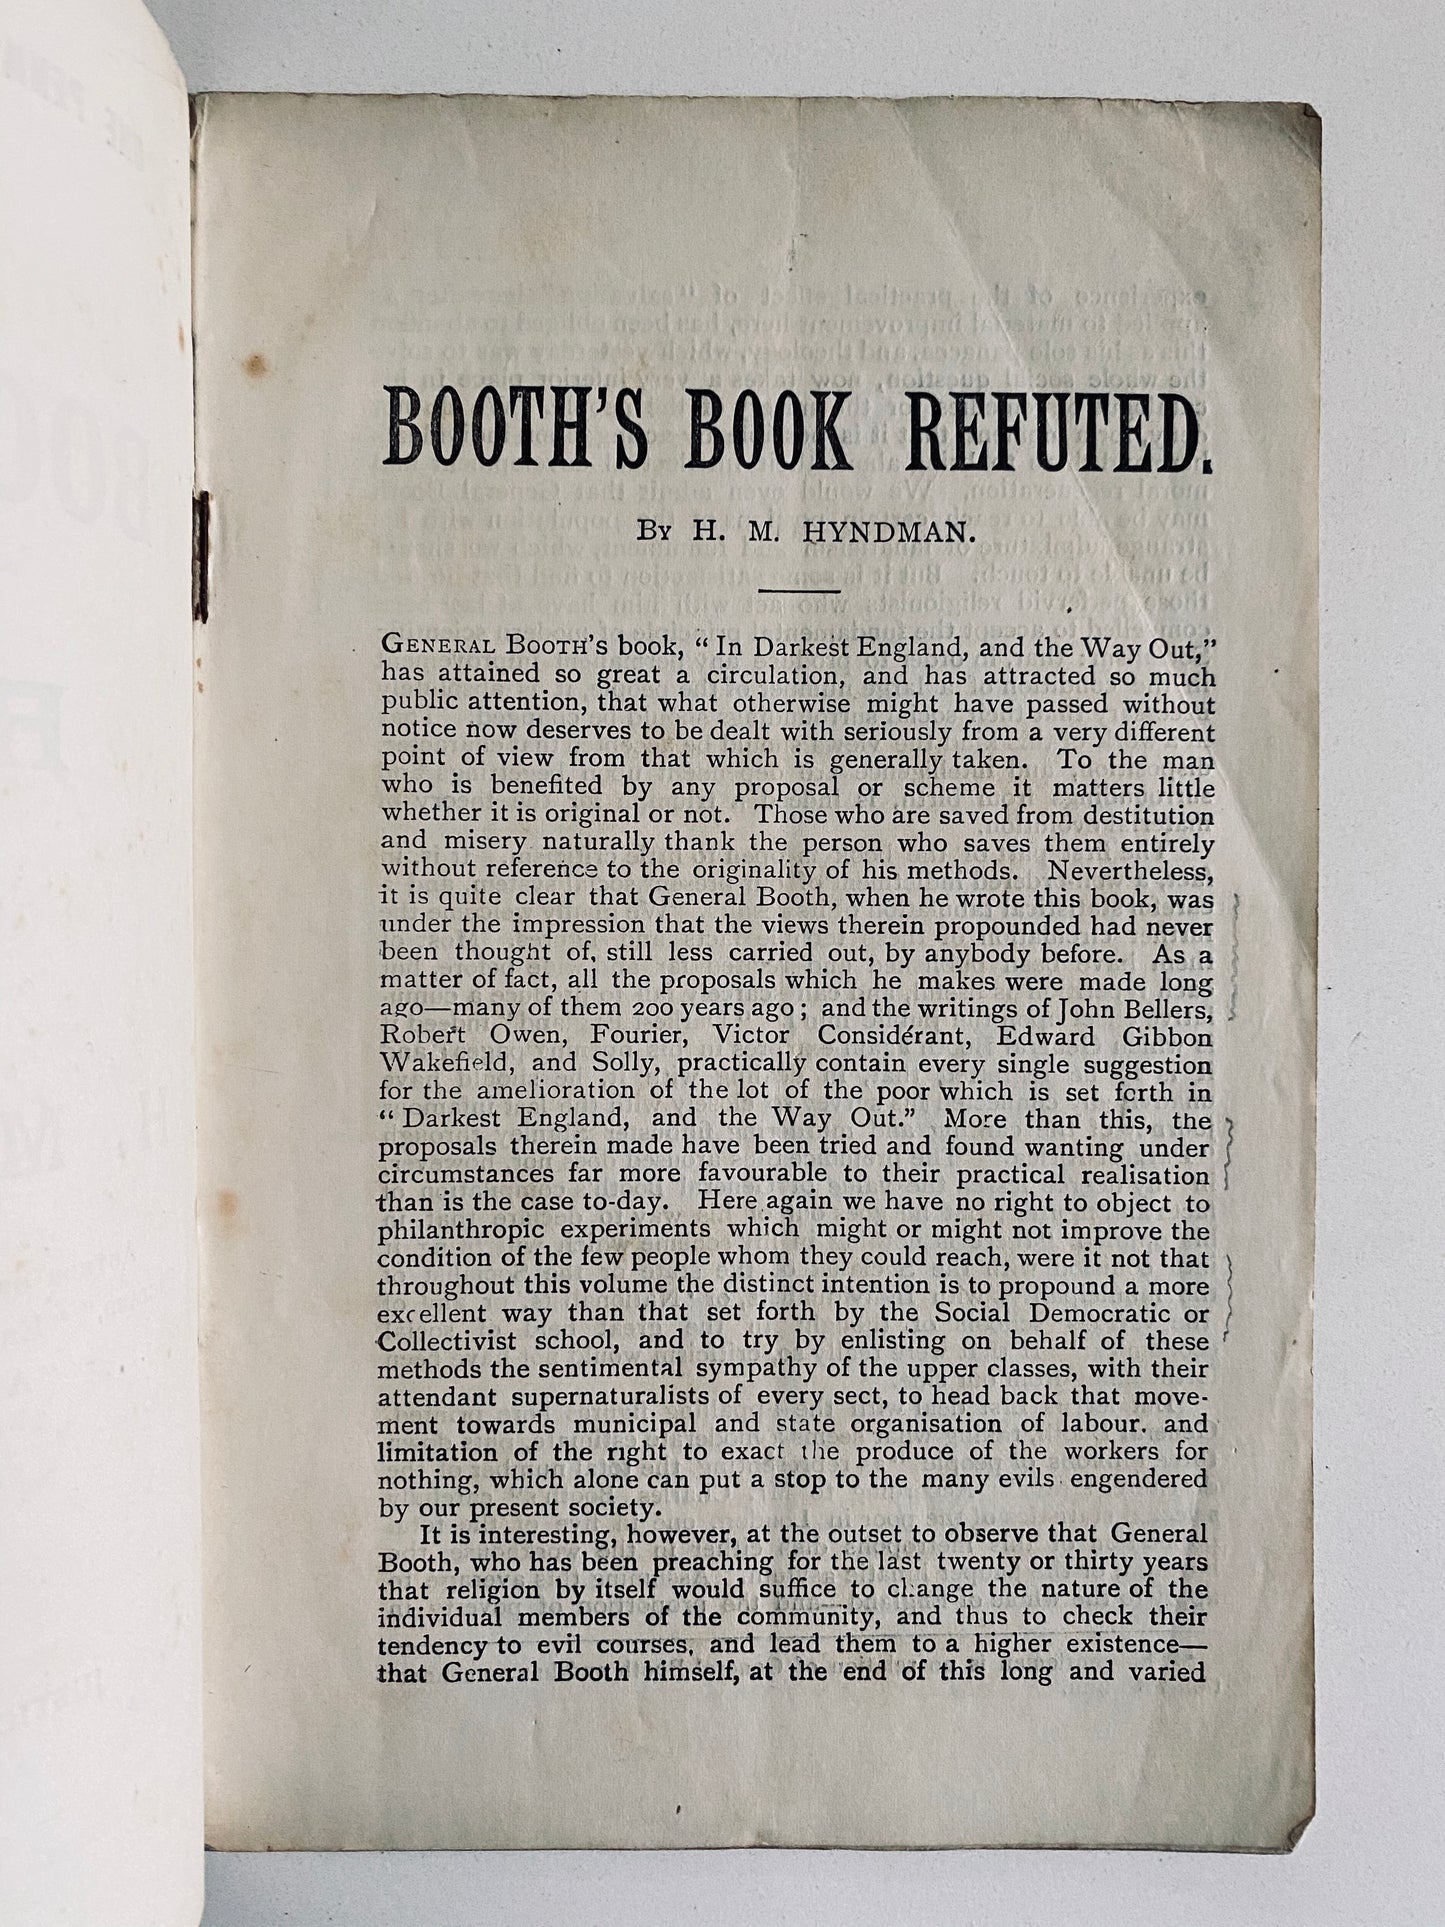 BOOTH'S BOOK REFUTED.
By H. M. HYNDMAN.
GENERAL BOOTH'S book, "In Darkest England, and the Way Out,"
has attained so great a circulation, and has attracted so much
public attention, that what otherwise might have passed without
notice now deserves to be dealt with seriously from a very different
point of view from that which is generally taken. To the man
who is benefited by any proposal or scheme it matters little
whether it is original or not. Those who are saved from destitution
and misery naturally thank the person who saves them entirely
without reference to the originality of his methods. Nevertheless,
it is quite clear that General Booth, when he wrote this book, was
under the impression that the views therein propounded had never
been thought of, still less carried out, by anybody before. As a
matter of fact, all the proposals which he makes were made long
ago—many of them 200 years ago; and the writings of John Bellers,
Robert Owen, Fourier, Victor Considérant, Edward Gibbon
Wakefield, and Solly, practically contain every single suggestion
for the amelioration of the lot of the poor which is set forth in
"Darkest England, and the Way Out." More than this, the
proposals therein made have been tried and found wanting under
circumstances far more favourable to their practical realisation
than is the case to-day. Here again we have no right to object to
philanthropic experiments which might or might not improve the
condition of the few people whom they could reach, were it not that
throughout this volume the distinct intention is to propound a more
excellent way than that set forth by the Social Democratic or
Collectivist school, and to try by enlisting on behalf of these
methods the sentimental sympathy of the upper classes, with their
attendant supernaturalists of every sect, to head back that move-
ment towards municipal and state organisation of labour. and
limitation of the right to exact the produce of the workers for
nothing, which alone can put a stop to the many evils engendered
by our present society.
It is interesting, however, at the outset to observe that General
Booth, who has been preaching for the last twenty or thirty years
that religion by itself would suffice to change the nature of the
individual members of the community, and thus to check their
tendency to evil courses, and lead them to a higher existence—
that General Booth himself, at the end of this long and varied